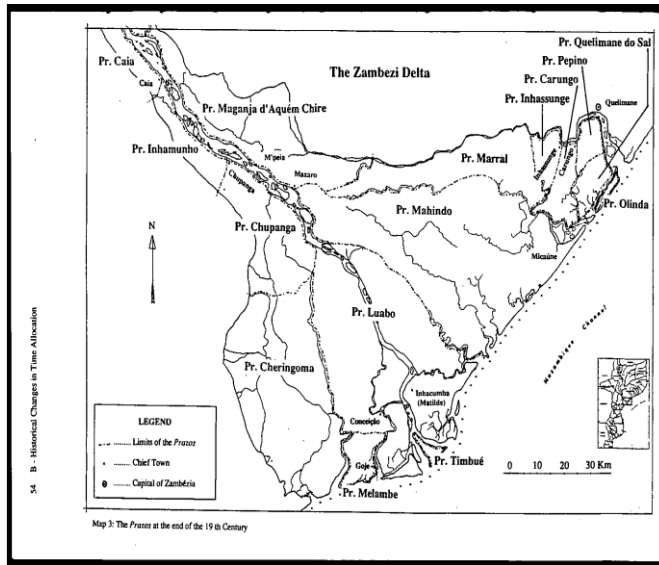 Pr. Quelimane do Sal
Pr. Pepino
Pr. Carungo
Pr. Inhassunge
Quelimane
The Zambezi Delta
Pr. Caia
Caia
Pr. Maganja d'Aquém Chire
Pr. Inhamunho
M'peia
Mazaro
Chupanga
Pr. Marral
Inhassunge
Carungo
Pr. Olinda
Pr. Mahindo
Pr. Chupanga
Micaúne
N
Pr. Luabo
Mozambique Channel
Pr. Cheringoma
Inhacumba
(Matilde)
Conceição
Goje
Pr. Timbué
Pr. Melambe
LEGEND
Limits of the Prazos
Chief Town
Capital of Zambézia
0 10 20 30 Km
Map 3: The Prazos at the end of the 19 th Century
54 B - Historical Changes in Time Allocation